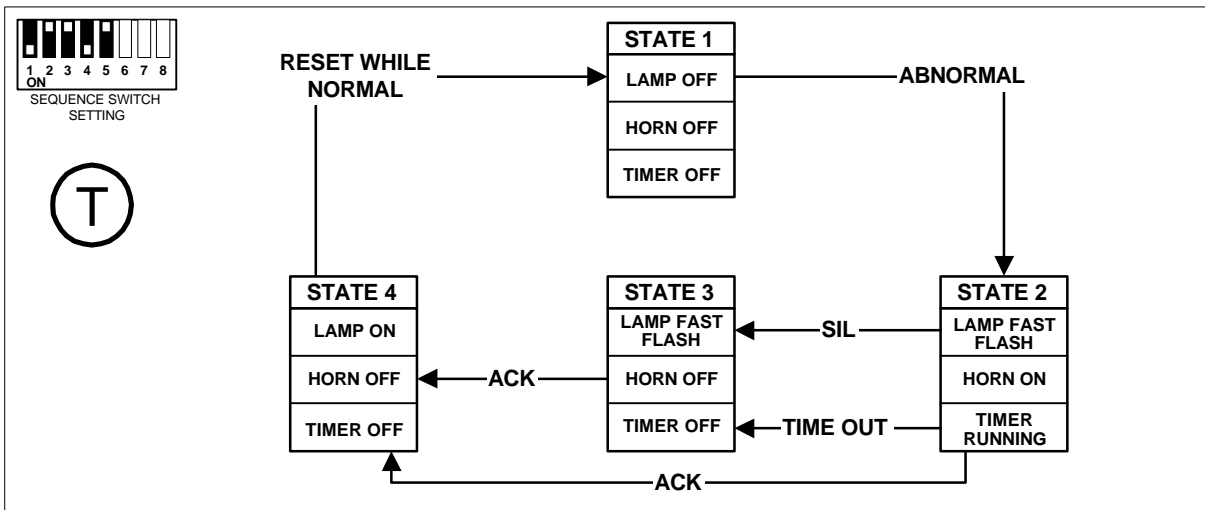 1 2 3 4 5 6 7 8
ON
SEQUENCE SWITCH
SETTING
T
RESET WHILE
NORMAL
STATE 1
LAMP OFF
HORN OFF
TIMER OFF
ABNORMAL
STATE 4
LAMP ON
HORN OFF
TIMER OFF
ACK
STATE 3
LAMP FAST
FLASH
HORN OFF
TIMER OFF
SIL
TIME OUT
STATE 2
LAMP FAST
FLASH
HORN ON
TIMER
RUNNING
ACK